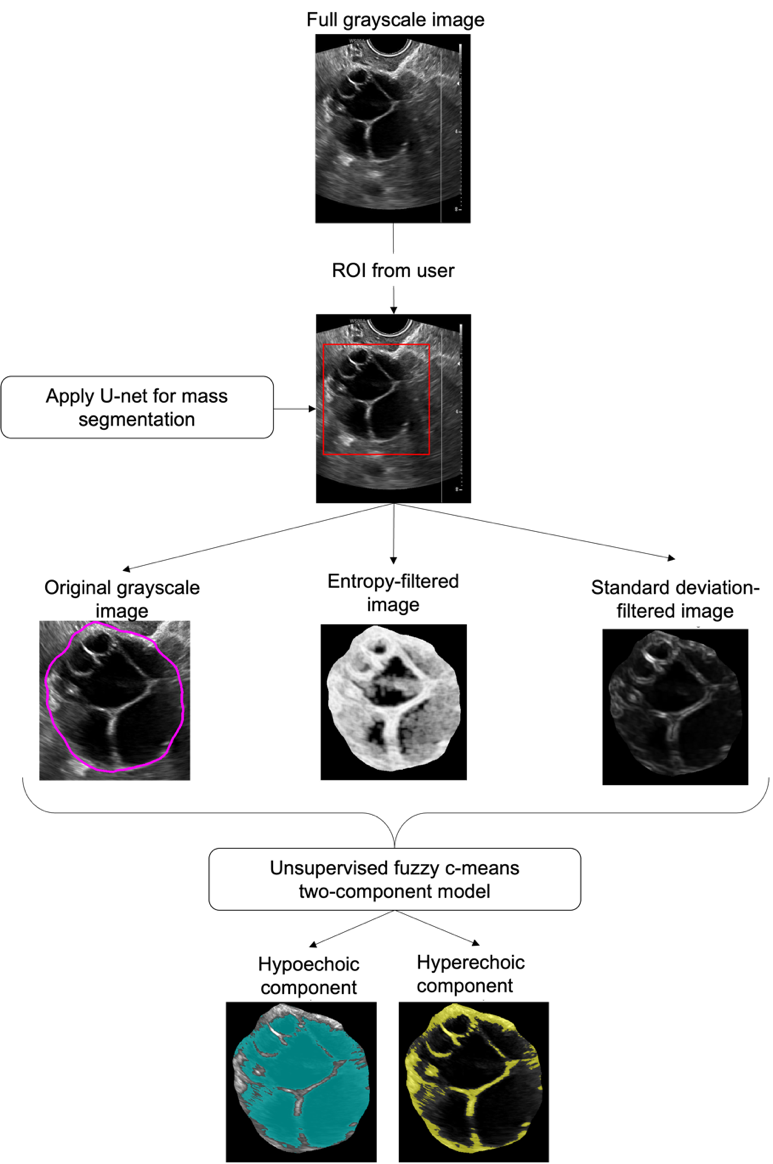 Full grayscale image
ROI from user
Apply U-net for mass
segmentation
Original grayscale
image
Entropy-filtered
image
Standard deviation-
filtered image
Unsupervised fuzzy c-means
two-component model
Hypoechoic
component
Hyperechoic
component